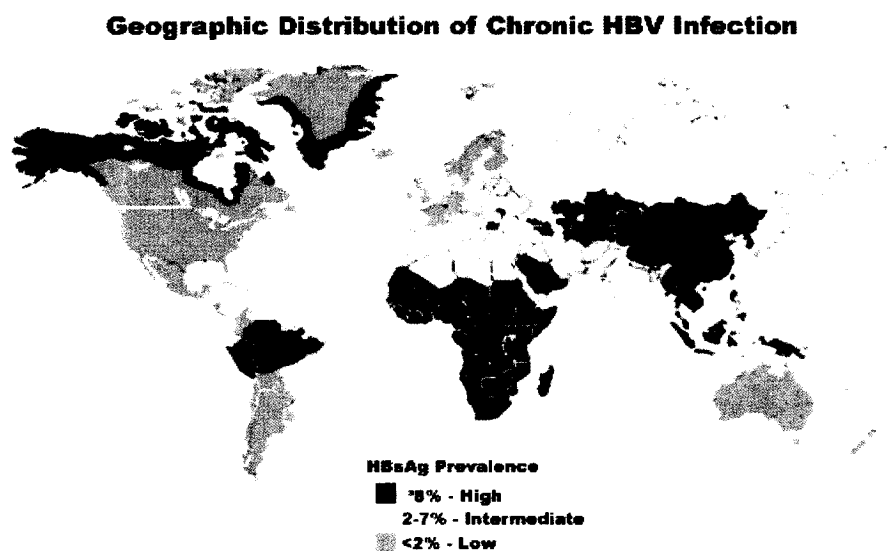 Geographic Distribution of Chronic HBV Infection
HBsAg Prevalence
*8% - High
2-7% - Intermediate
<2% - Low